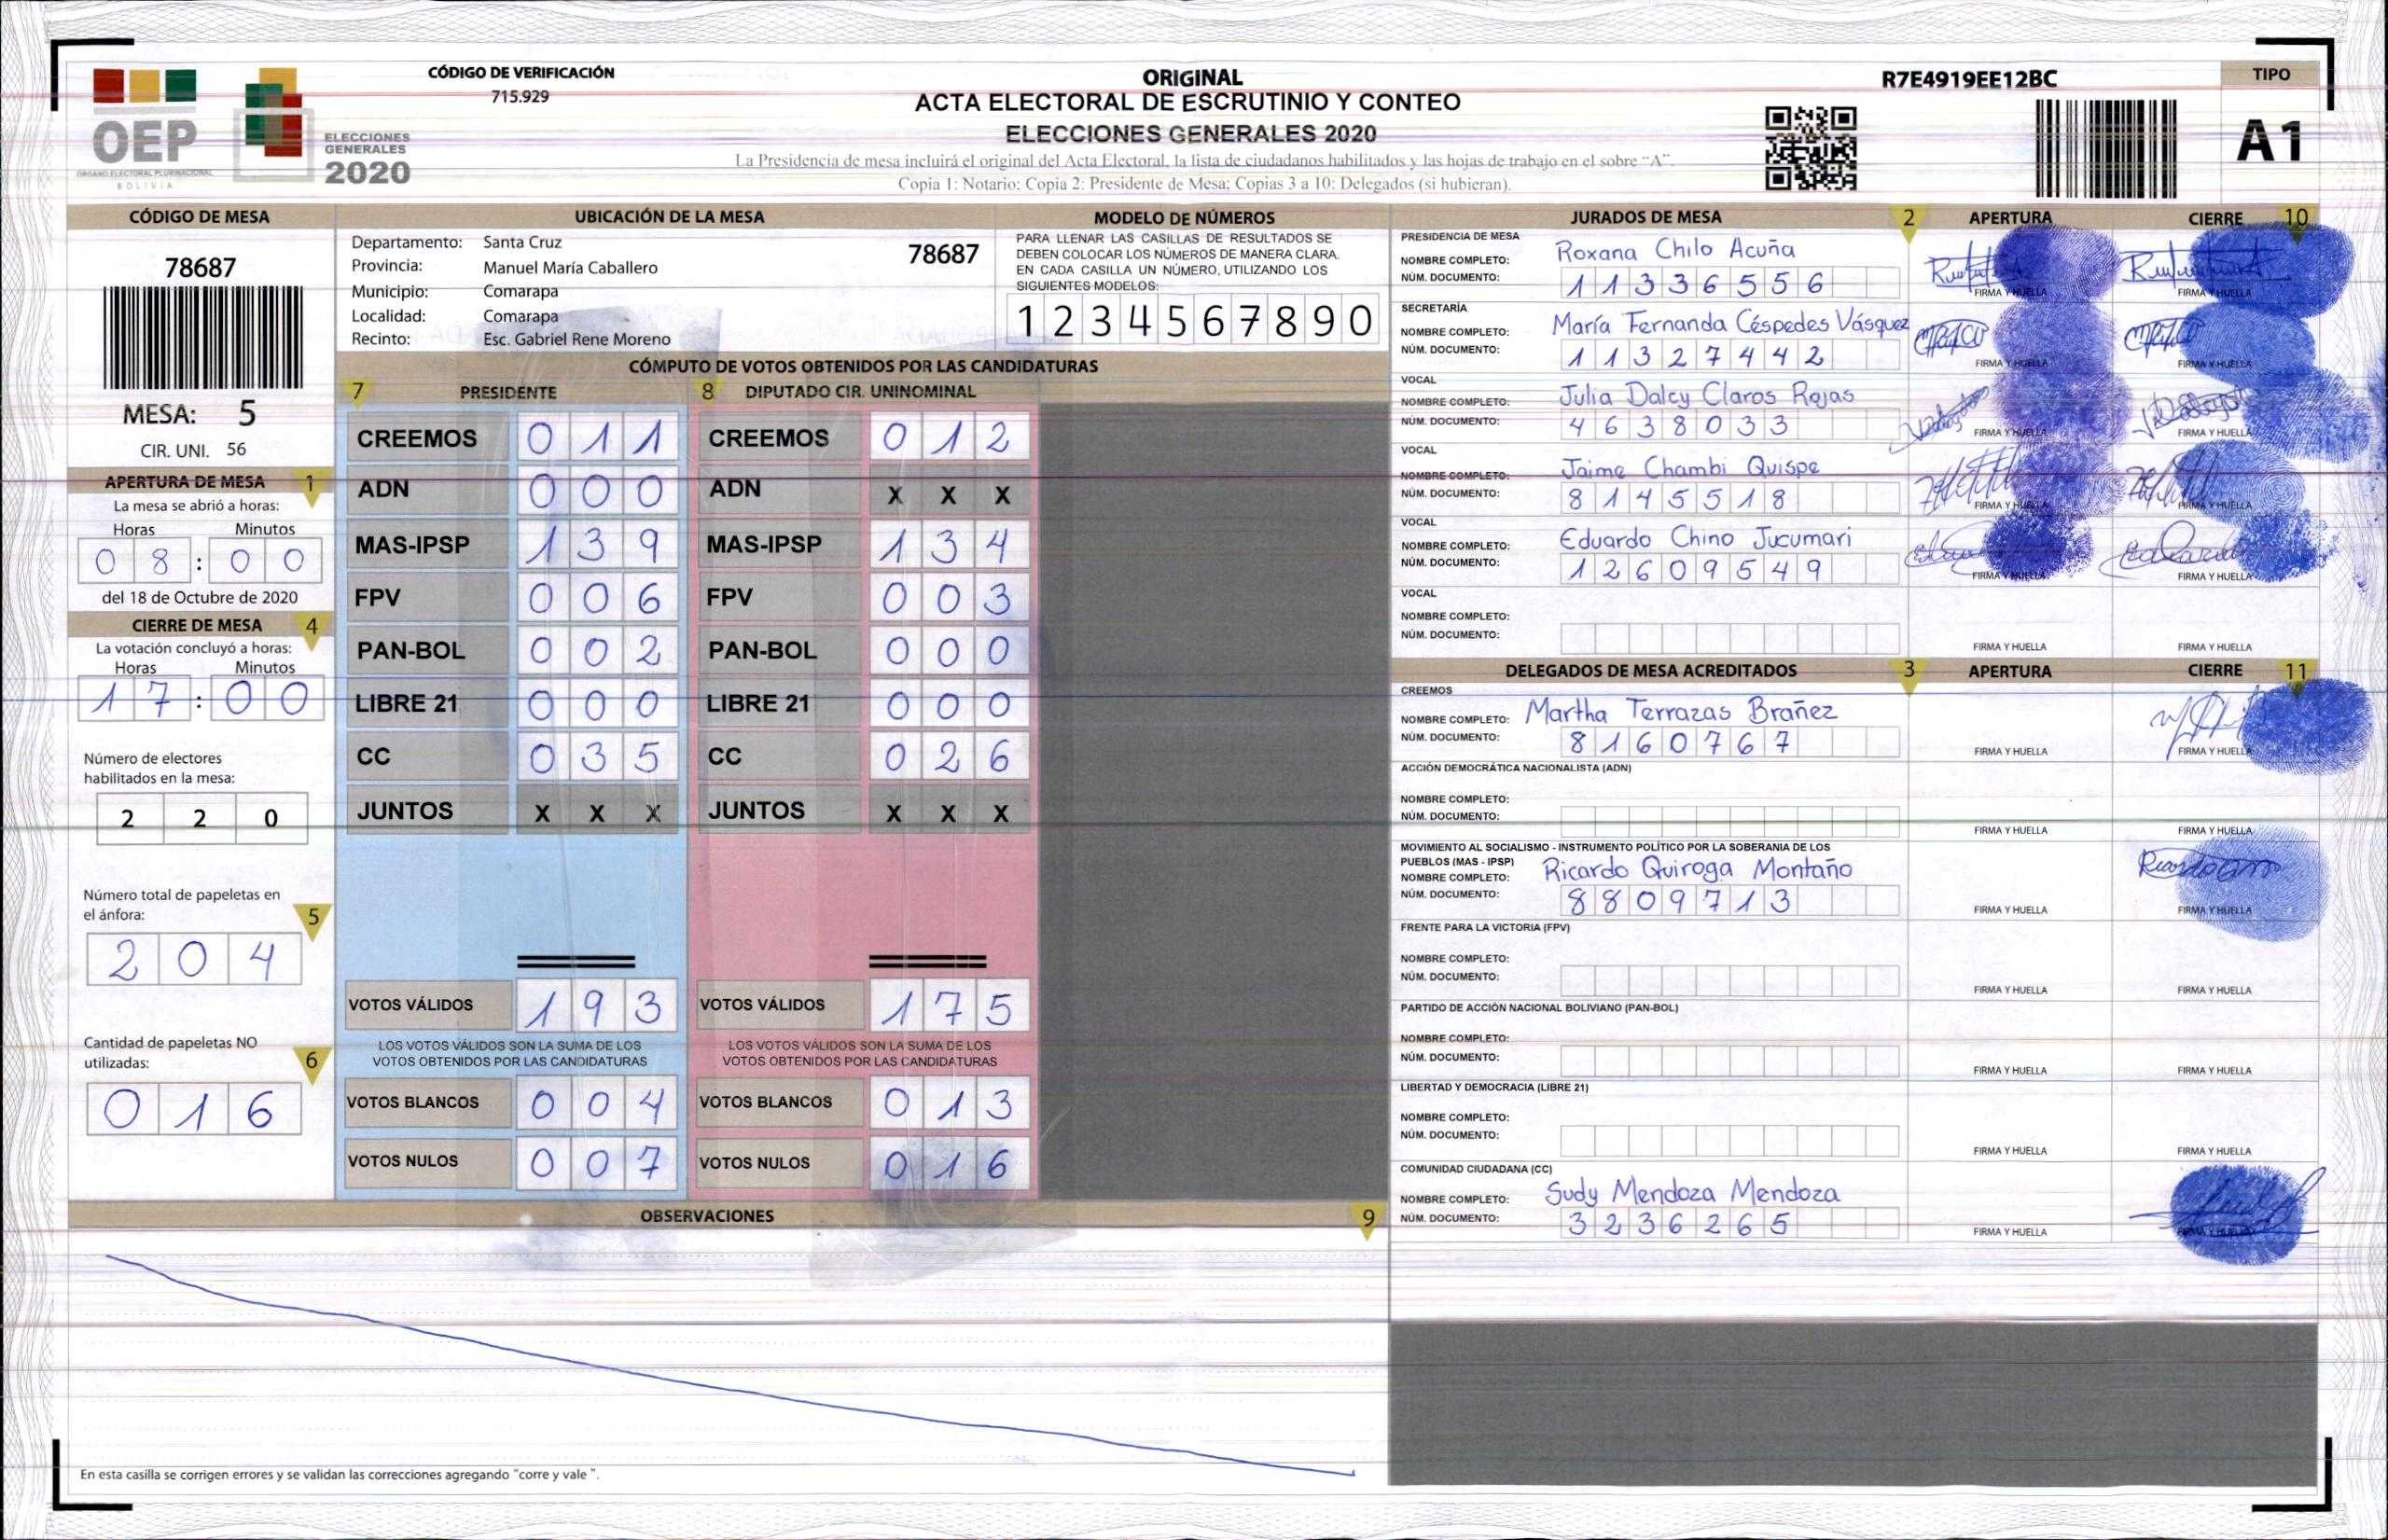 CÓDIGO DE VERIFICACIÓN
715.929
OEP
ÓRGANO ELECTORAL PLURINACIONAL
BOLIVIA
ELECCIONES
GENERALES
2020
ORIGINAL
ACTA ELECTORAL DE ESCRUTINIO Y CONTEO
ELECCIONES GENERALES 2020
La Presidencia de mesa incluirá el original del Acta Electoral, la lista de ciudadanos habilitados y las hojas de trabajo en el sobre "A".
Copia 1: Notario; Copia 2: Presidente de Mesa; Copias 3 a 10: Delegados (si hubieran).
R7E4919EE12BC
TIPO
A1
CÓDIGO DE MESA
78687
MESA: 5
CIR. UNI. 56
APERTURA DE MESA 1
La mesa se abrió a horas:
Horas Minutos
0 8 : 0 0
del 18 de Octubre de 2020
CIERRE DE MESA 4
La votación concluyó a horas:
Horas Minutos
1 7 : 0 0
Número de electores
habilitados en la mesa:
2 2 0
Número total de papeletas en
el ánfora: 5
2 0 4
Cantidad de papeletas NO
utilizadas: 6
0 1 6
UBICACIÓN DE LA MESA
Departamento: Santa Cruz 78687
Provincia: Manuel María Caballero
Municipio: Comarapa
Localidad: Comarapa
Recinto: Esc. Gabriel Rene Moreno
MODELO DE NÚMEROS
PARA LLENAR LAS CASILLAS DE RESULTADOS SE
DEBEN COLOCAR LOS NÚMEROS DE MANERA CLARA.
EN CADA CASILLA UN NÚMERO, UTILIZANDO LOS
SIGUIENTES MODELOS:
1 2 3 4 5 6 7 8 9 0
CÓMPUTO DE VOTOS OBTENIDOS POR LAS CANDIDATURAS
7 PRESIDENTE 8 DIPUTADO CIR. UNINOMINAL
CREEMOS 0 1 1 CREEMOS 0 1 2
ADN 0 0 0 ADN X X X
MAS-IPSP 1 3 9 MAS-IPSP 1 3 4
FPV 0 0 6 FPV 0 0 3
PAN-BOL 0 0 2 PAN-BOL 0 0 0
LIBRE 21 0 0 0 LIBRE 21 0 0 0
CC 0 3 5 CC 0 2 6
JUNTOS X X X JUNTOS X X X
VOTOS VÁLIDOS 1 9 3 VOTOS VÁLIDOS 1 7 5
LOS VOTOS VÁLIDOS SON LA SUMA DE LOS LOS VOTOS VÁLIDOS SON LA SUMA DE LOS
VOTOS OBTENIDOS POR LAS CANDIDATURAS VOTOS OBTENIDOS POR LAS CANDIDATURAS
VOTOS BLANCOS 0 0 4 VOTOS BLANCOS 0 1 3
VOTOS NULOS 0 0 7 VOTOS NULOS 0 1 6
OBSERVACIONES 9
En esta casilla se corrigen errores y se validan las correcciones agregando "corre y vale ".
JURADOS DE MESA 2 APERTURA CIERRE 10
PRESIDENCIA DE MESA
NOMBRE COMPLETO: Roxana Chilo Acuña
NÚM. DOCUMENTO: 1 1 3 3 6 5 5 6
FIRMA Y HUELLA FIRMA Y HUELLA
SECRETARÍA
NOMBRE COMPLETO: María Fernanda Céspedes Vásquez
NÚM. DOCUMENTO: 1 1 3 2 7 4 4 2
FIRMA Y HUELLA FIRMA Y HUELLA
VOCAL
NOMBRE COMPLETO: Julia Dalcy Claros Rojas
NÚM. DOCUMENTO: 4 6 3 8 0 3 3
FIRMA Y HUELLA FIRMA Y HUELLA
VOCAL
NOMBRE COMPLETO: Jaime Chambi Quispe
NÚM. DOCUMENTO: 8 1 4 5 5 1 8
FIRMA Y HUELLA FIRMA Y HUELLA
VOCAL
NOMBRE COMPLETO: Eduardo Chino Jucumari
NÚM. DOCUMENTO: 1 2 6 0 9 5 4 9
FIRMA Y HUELLA FIRMA Y HUELLA
VOCAL
NOMBRE COMPLETO:
NÚM. DOCUMENTO:
FIRMA Y HUELLA FIRMA Y HUELLA
DELEGADOS DE MESA ACREDITADOS 3 APERTURA CIERRE 11
CREEMOS
NOMBRE COMPLETO: Martha Terrazas Brañez
NÚM. DOCUMENTO: 8 1 6 0 7 6 7
FIRMA Y HUELLA FIRMA Y HUELLA
ACCIÓN DEMOCRÁTICA NACIONALISTA (ADN)
NOMBRE COMPLETO:
NÚM. DOCUMENTO:
FIRMA Y HUELLA FIRMA Y HUELLA
MOVIMIENTO AL SOCIALISMO - INSTRUMENTO POLÍTICO POR LA SOBERANIA DE LOS
PUEBLOS (MAS - IPSP)
NOMBRE COMPLETO: Ricardo Quiroga Montaño
NÚM. DOCUMENTO: 8 8 0 9 7 1 3
FIRMA Y HUELLA FIRMA Y HUELLA
FRENTE PARA LA VICTORIA (FPV)
NOMBRE COMPLETO:
NÚM. DOCUMENTO:
FIRMA Y HUELLA FIRMA Y HUELLA
PARTIDO DE ACCIÓN NACIONAL BOLIVIANO (PAN-BOL)
NOMBRE COMPLETO:
NÚM. DOCUMENTO:
FIRMA Y HUELLA FIRMA Y HUELLA
LIBERTAD Y DEMOCRACIA (LIBRE 21)
NOMBRE COMPLETO:
NÚM. DOCUMENTO:
FIRMA Y HUELLA FIRMA Y HUELLA
COMUNIDAD CIUDADANA (CC)
NOMBRE COMPLETO: Sudy Mendoza Mendoza
NÚM. DOCUMENTO: 3 2 3 6 2 6 5
FIRMA Y HUELLA FIRMA Y HUELLA